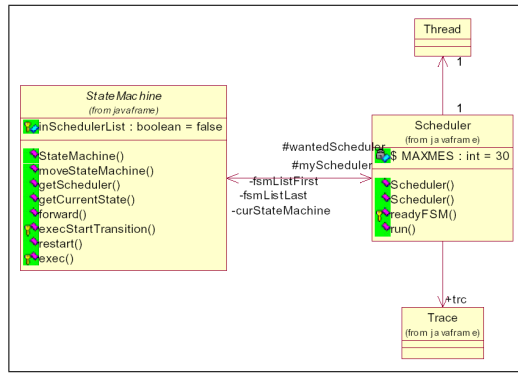 Thread
1
1
StateMachine
(from javaframe)
inSchedulerList : boolean = false
StateMachine()
moveStateMachine()
getScheduler()
getCurrentState()
forward()
execStartTransition()
restart()
exec()
#wantedScheduler
#myScheduler
-fsmListFirst
-fsmListLast
-curStateMachine
Scheduler
(from javaframe)
$ MAXMES : int = 30
Scheduler()
Scheduler()
readyFSM()
run()
+trc
Trace
(from javaframe)